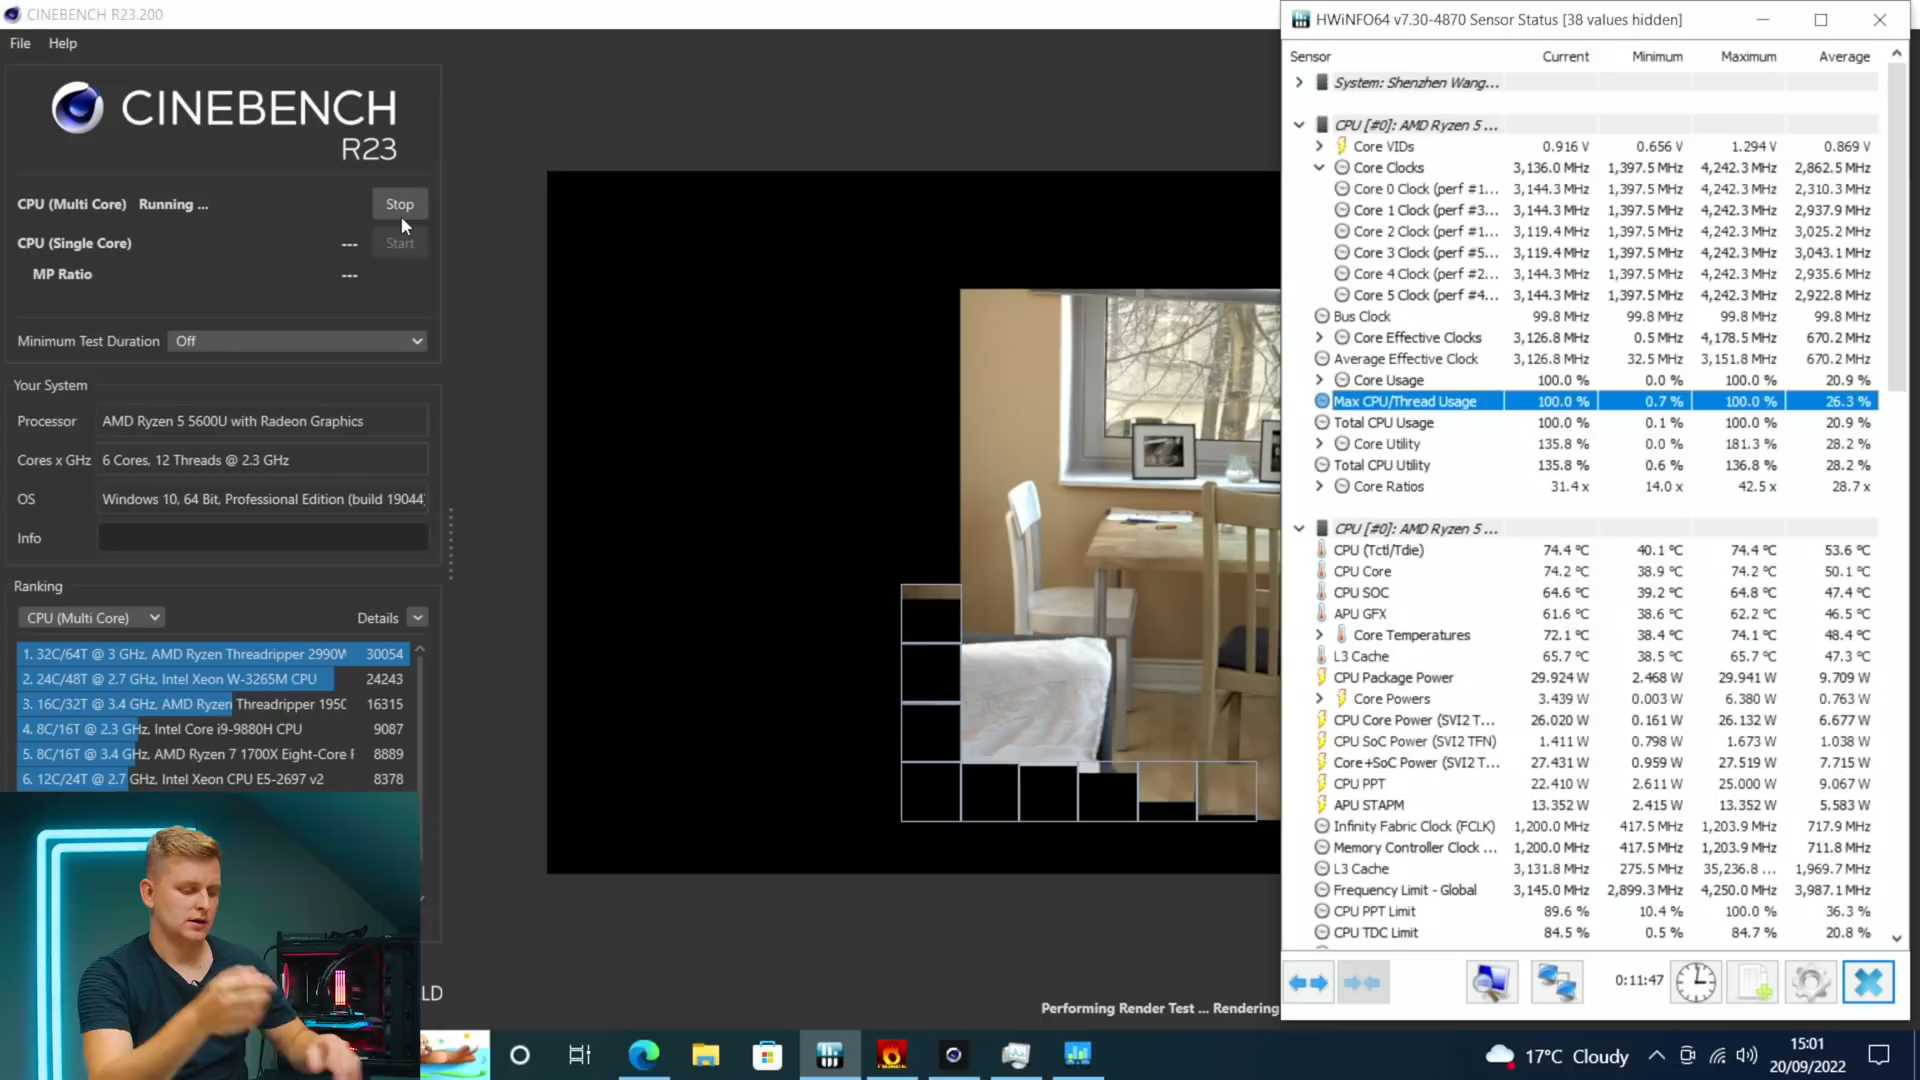 CINEBENCH R23.200
File Help
CINEBENCH
R23
CPU (Multi Core) Running ... Stop
CPU (Single Core) --- Start
MP Ratio ---
Minimum Test Duration Off
Your System
Processor AMD Ryzen 5 5600U with Radeon Graphics
Cores x GHz 6 Cores, 12 Threads @ 2.3 GHz
OS Windows 10, 64 Bit, Professional Edition (build 19044)
Info
Ranking
CPU (Multi Core) Details
1. 32C/64T @ 3 GHz, AMD Ryzen Threadripper 2990W 30054
2. 24C/48T @ 2.7 GHz, Intel Xeon W-3265M CPU 24243
3. 16C/32T @ 3.4 GHz, AMD Ryzen Threadripper 1950 16315
4. 8C/16T @ 2.3 GHz, Intel Core i9-9880H CPU 9087
5. 8C/16T @ 3.4 GHz, AMD Ryzen 7 1700X Eight-Core 8889
6. 12C/24T @ 2.7 GHz, Intel Xeon CPU E5-2697 v2 8378
LD
Performing Render Test ... Rendering
HWiNFO64 v7.30-4870 Sensor Status [38 values hidden]
Sensor Current Minimum Maximum Average
System: Shenzhen Wang...
CPU [#0]: AMD Ryzen 5 ...
Core VIDs 0.916 V 0.656 V 1.294 V 0.869 V
Core Clocks 3,136.0 MHz 1,397.5 MHz 4,242.3 MHz 2,862.5 MHz
Core 0 Clock (perf #1... 3,144.3 MHz 1,397.5 MHz 4,242.3 MHz 2,310.3 MHz
Core 1 Clock (perf #3... 3,144.3 MHz 1,397.5 MHz 4,242.3 MHz 2,937.9 MHz
Core 2 Clock (perf #1... 3,119.4 MHz 1,397.5 MHz 4,242.3 MHz 3,025.2 MHz
Core 3 Clock (perf #5... 3,119.4 MHz 1,397.5 MHz 4,242.3 MHz 3,043.1 MHz
Core 4 Clock (perf #2... 3,144.3 MHz 1,397.5 MHz 4,242.3 MHz 2,935.6 MHz
Core 5 Clock (perf #4... 3,144.3 MHz 1,397.5 MHz 4,242.3 MHz 2,922.8 MHz
Bus Clock 99.8 MHz 99.8 MHz 99.8 MHz 99.8 MHz
Core Effective Clocks 3,126.8 MHz 0.5 MHz 4,178.5 MHz 670.2 MHz
Average Effective Clock 3,126.8 MHz 32.5 MHz 3,151.8 MHz 670.2 MHz
Core Usage 100.0 % 0.0 % 100.0 % 20.9 %
Max CPU/Thread Usage 100.0 % 0.7 % 100.0 % 26.3 %
Total CPU Usage 100.0 % 0.1 % 100.0 % 20.9 %
Core Utility 135.8 % 0.0 % 181.3 % 28.2 %
Total CPU Utility 135.8 % 0.6 % 136.8 % 28.2 %
Core Ratios 31.4 x 14.0 x 42.5 x 28.7 x
CPU [#0]: AMD Ryzen 5 ...
CPU (Tctl/Tdie) 74.4 °C 40.1 °C 74.4 °C 53.6 °C
CPU Core 74.2 °C 38.9 °C 74.2 °C 50.1 °C
CPU SOC 64.6 °C 39.2 °C 64.8 °C 47.4 °C
APU GFX 61.6 °C 38.6 °C 62.2 °C 46.5 °C
Core Temperatures 72.1 °C 38.4 °C 74.1 °C 48.4 °C
L3 Cache 65.7 °C 38.5 °C 65.7 °C 47.3 °C
CPU Package Power 29.924 W 2.468 W 29.941 W 9.709 W
Core Powers 3.439 W 0.003 W 6.380 W 0.763 W
CPU Core Power (SVI2 T... 26.020 W 0.161 W 26.132 W 6.677 W
CPU SoC Power (SVI2 TFN) 1.411 W 0.798 W 1.673 W 1.038 W
Core+SoC Power (SVI2 T... 27.431 W 0.959 W 27.519 W 7.715 W
CPU PPT 22.410 W 2.611 W 25.000 W 9.067 W
APU STAPM 13.352 W 2.415 W 13.352 W 5.583 W
Infinity Fabric Clock (FCLK) 1,200.0 MHz 417.5 MHz 1,203.9 MHz 717.9 MHz
Memory Controller Clock ... 1,200.0 MHz 417.5 MHz 1,203.9 MHz 711.8 MHz
L3 Cache 3,131.8 MHz 275.5 MHz 35,236.8 ... 1,969.7 MHz
Frequency Limit - Global 3,145.0 MHz 2,899.3 MHz 4,250.0 MHz 3,987.1 MHz
CPU PPT Limit 89.6 % 10.4 % 100.0 % 36.3 %
CPU TDC Limit 84.5 % 0.5 % 84.7 % 20.8 %
0:11:47
17°C Cloudy
15:01
20/09/2022